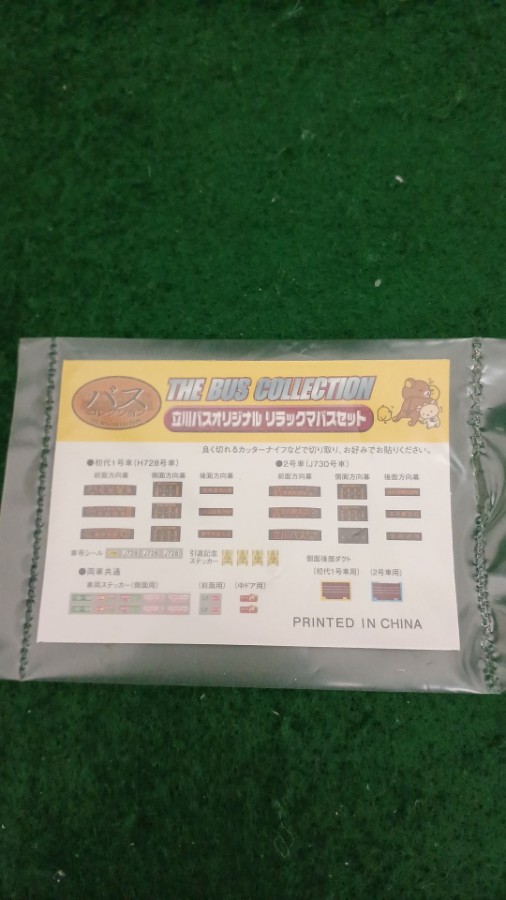 バス
コレクション
THE BUS COLLECTION
立川バスオリジナル リラックマバスセット
良く切れるカッターナイフなどで切り取り、お好みでお貼りください。
●初代1号車(H728号車) ●2号車(J730号車)
前面方向幕 側面方向幕 後面方向幕 前面方向幕 側面方向幕 後面方向幕
車号シール 引退記念ステッカー 側面後部ダクト
(初代1号車用) (2号車用)
●両車共通
車両ステッカー(側面用) (前面用) (中ドア用)
PRINTED IN CHINA